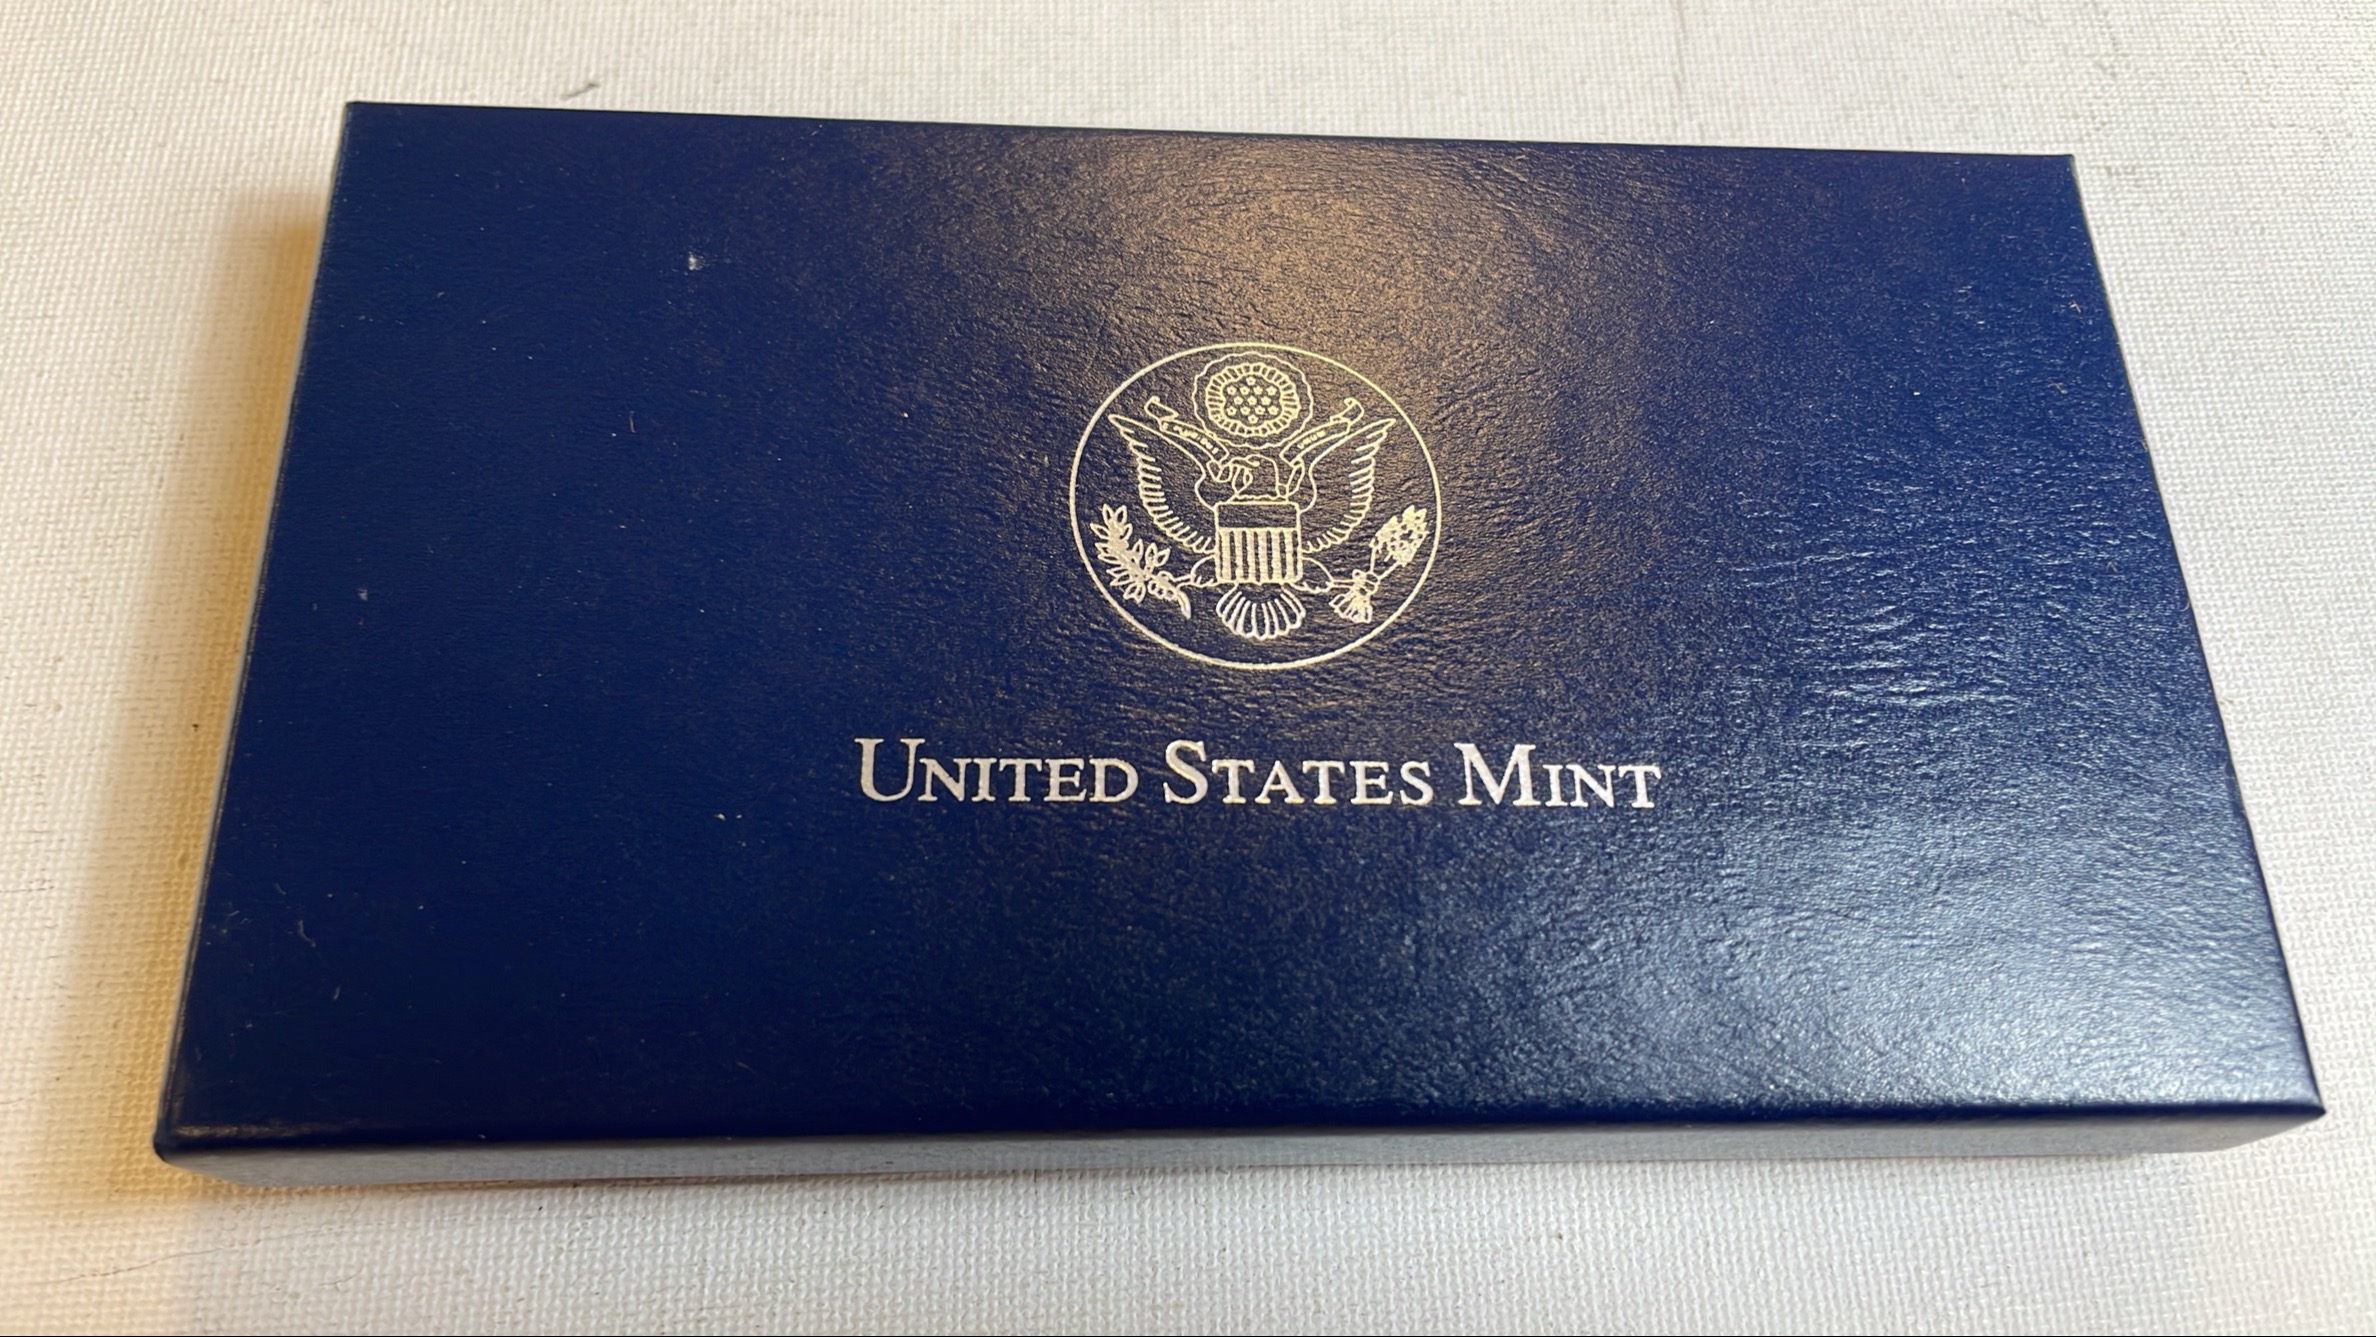 United States Mint